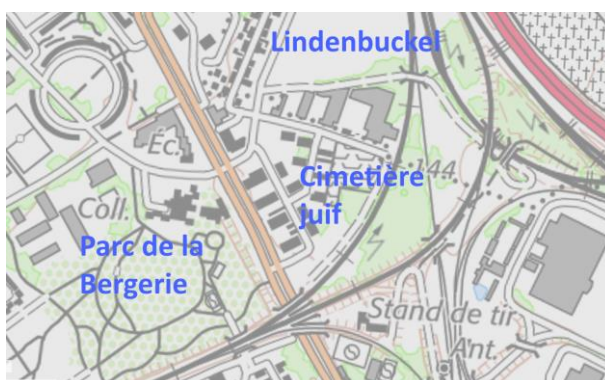 Lindenbuckel
Éc.
Cimetière
juif
144
Coll.
Parc de la
Bergerie
Stand de tir
Ant.